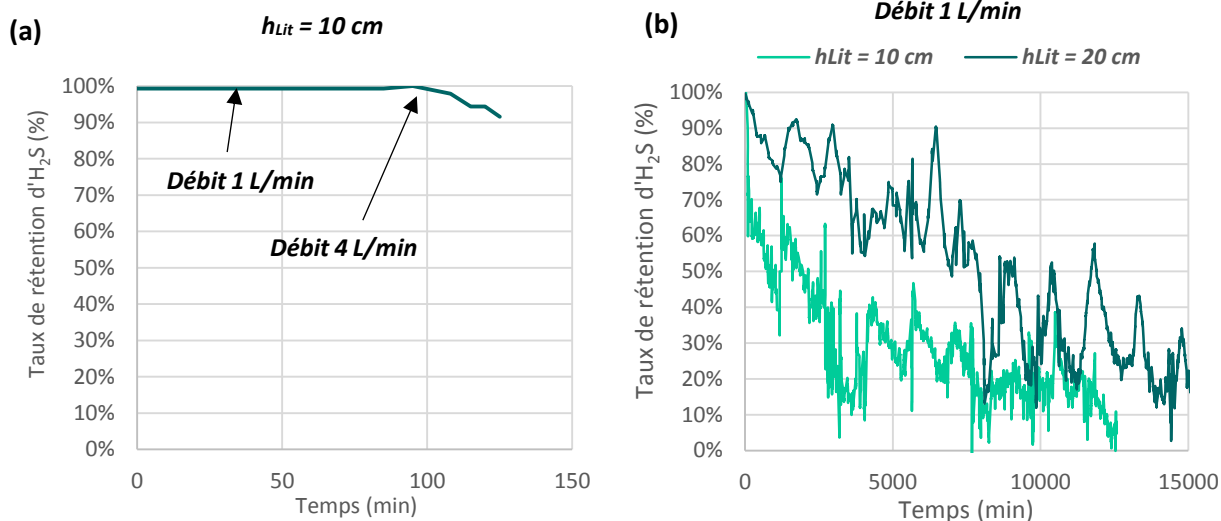 (a)
hLit = 10 cm
Taux de rétention d'H2S (%)
100%
90%
80%
70%
60%
50%
40%
30%
20%
10%
0%
Débit 1 L/min
Débit 4 L/min
0 50 100 150
Temps (min)
(b)
Débit 1 L/min
hLit = 10 cm hLit = 20 cm
Taux de rétention d'H2S (%)
100%
90%
80%
70%
60%
50%
40%
30%
20%
10%
0%
0 5000 10000 15000
Temps (min)